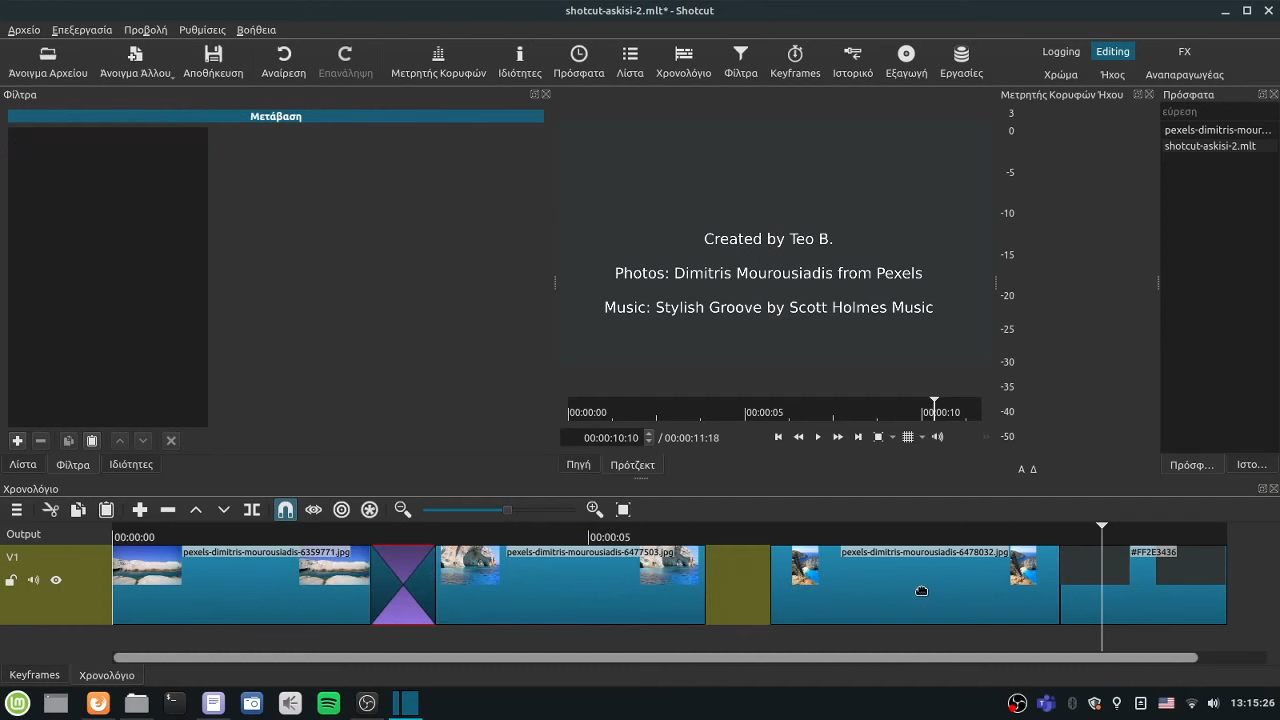 shotcut-askisi-2.mlt* - Shotcut
Αρχείο Επεξεργασία Προβολή Ρυθμίσεις Βοήθεια
Άνοιγμα Αρχείου Άνοιγμα Άλλου Αποθήκευση Αναίρεση Επανάληψη Μετρητής Κορυφών Ιδιότητες Πρόσφατα Λίστα Χρονολόγιο Φίλτρα Keyframes Ιστορικό Εξαγωγή Εργασίες
Logging Editing FX
Χρώμα Ήχος Αναπαραγωγέας
Φίλτρα
Μετάβαση
Created by Teo B.
Photos: Dimitris Mourousiadis from Pexels
Music: Stylish Groove by Scott Holmes Music
00:00:00 00:00:05 00:00:10
00:00:10:10 / 00:00:11:18
Πηγή Πρότζεκτ
Μετρητής Κορυφών Ήχου
3
0
-5
-10
-15
-20
-25
-30
-35
-40
-50
Α Δ
Πρόσφατα
εύρεση
pexels-dimitris-mour...
shotcut-askisi-2.mlt
Πρόσφ... Ιστο...
Λίστα Φίλτρα Ιδιότητες
Χρονολόγιο
Output 00:00:00 00:00:05
V1
pexels-dimitris-mourousiadis-6359771.jpg pexels-dimitris-mourousiadis-6477503.jpg pexels-dimitris-mourousiadis-6478032.jpg #FF2E3436
Keyframes Χρονολόγιο
13:15:26